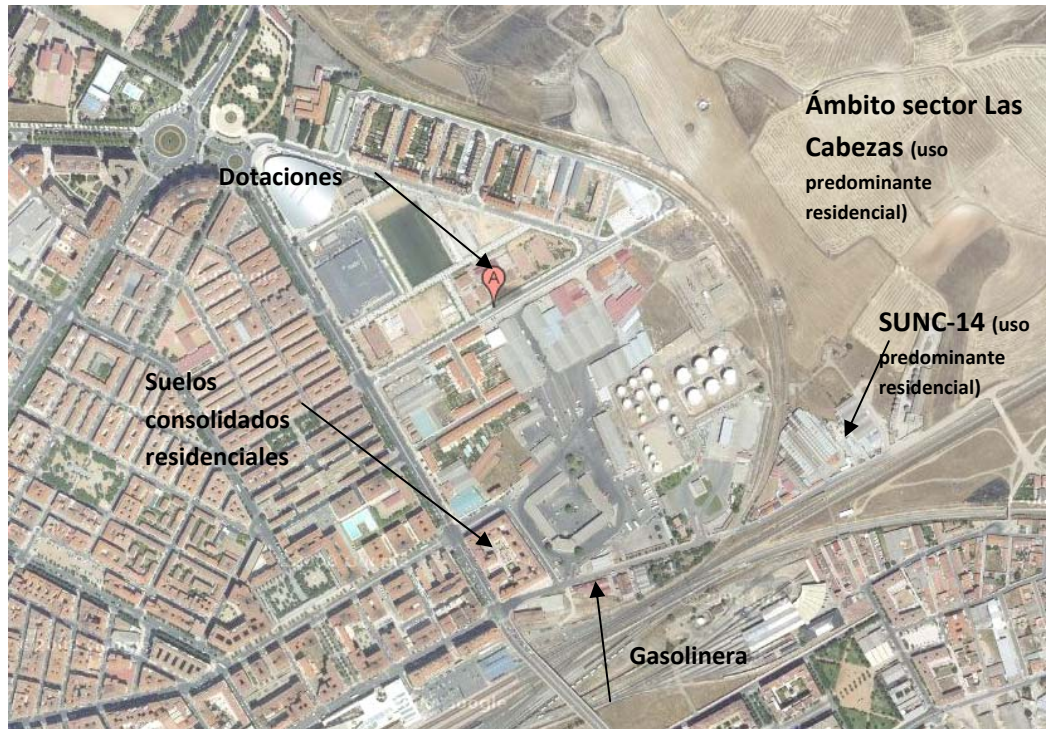 Ámbito sector Las
Cabezas (uso
predominante
residencial)
Dotaciones
A
SUNC-14 (uso
predominante
residencial)
Suelos
consolidados
residenciales
Gasolinera